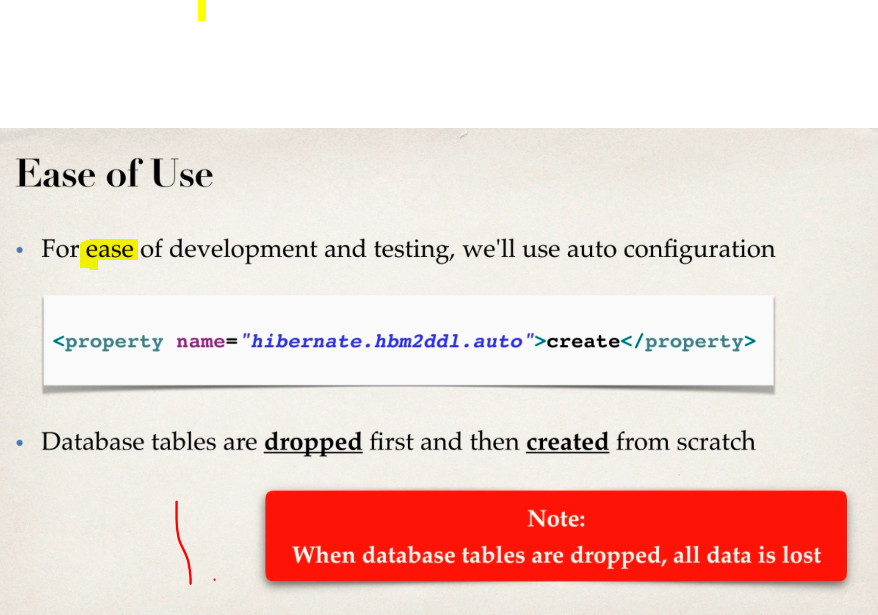 Ease of Use
• For ease of development and testing, we'll use auto configuration
<property name="hibernate.hbm2ddl.auto">create</property>
• Database tables are dropped first and then created from scratch
Note:
When database tables are dropped, all data is lost